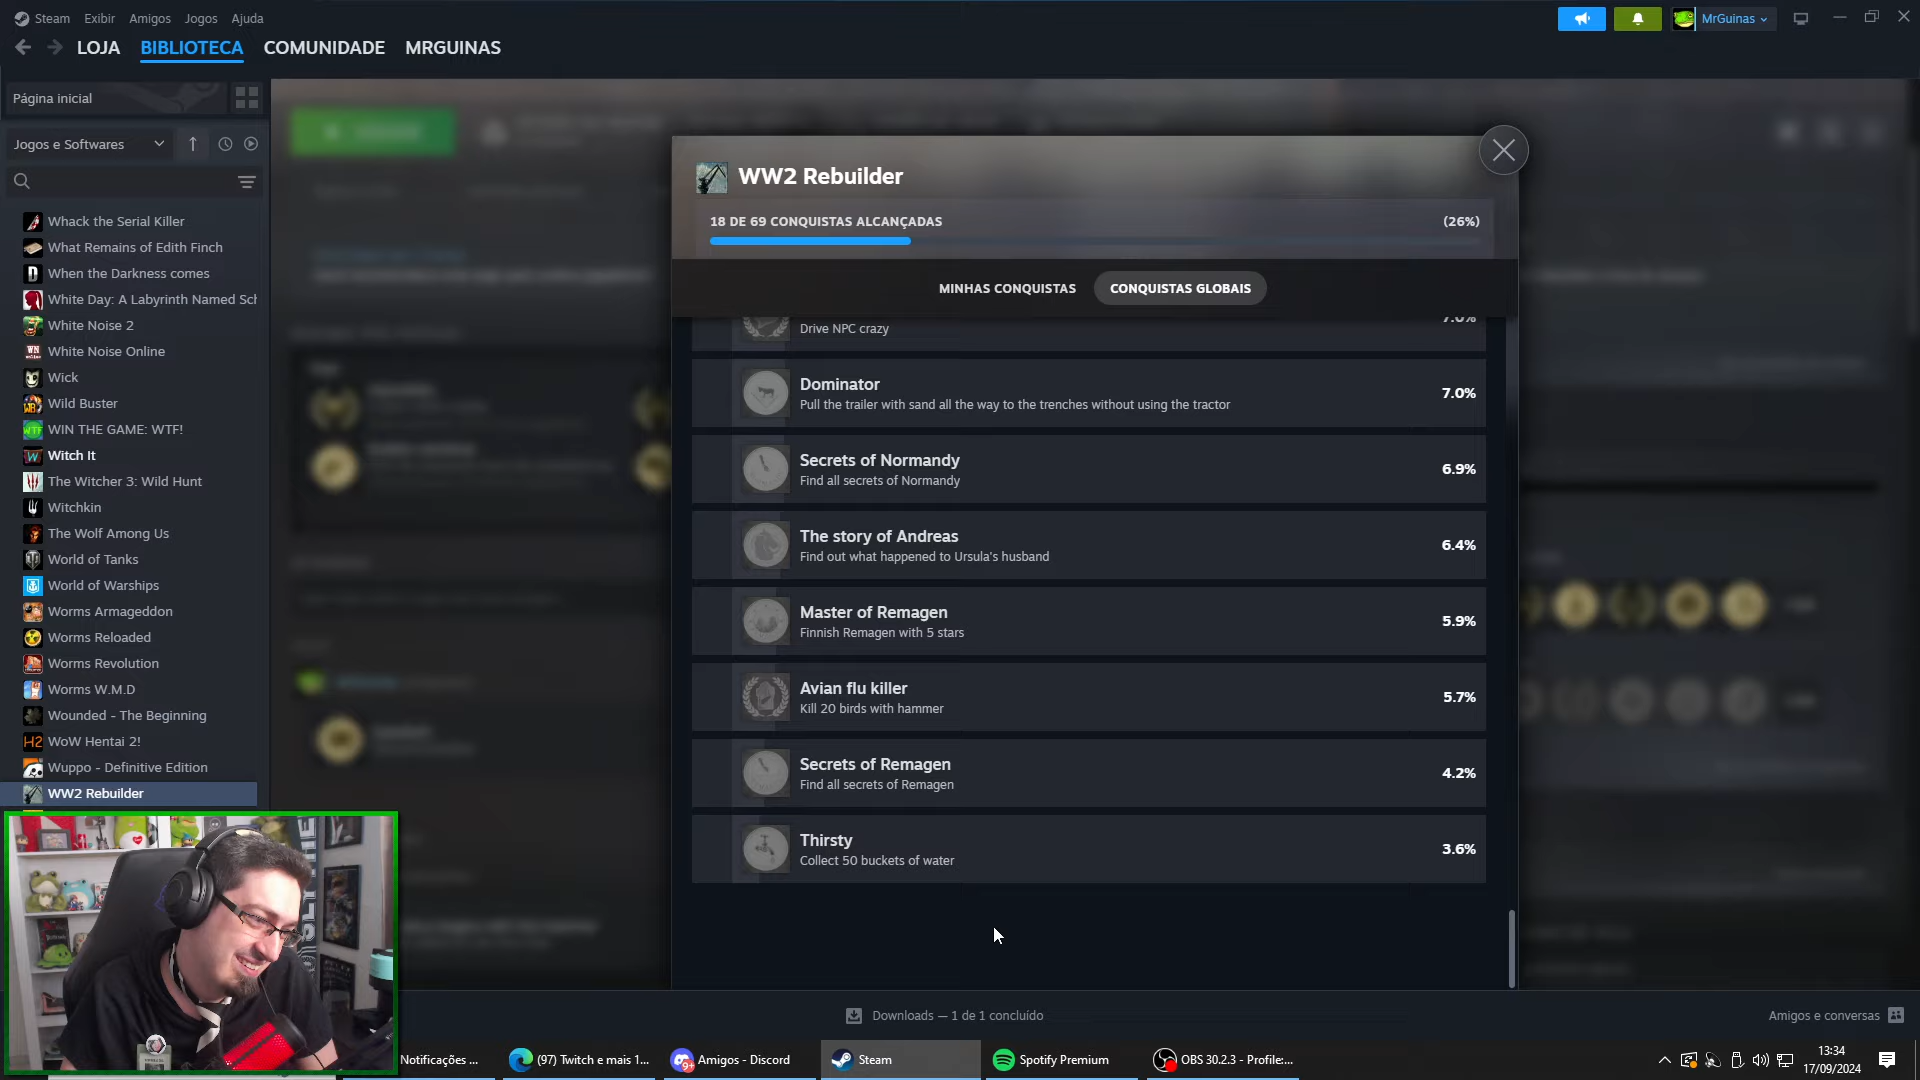 Steam
Exibir
Amigos
Jogos
Ajuda
MrGuinas
LOJA
BIBLIOTECA
COMUNIDADE
MRGUINAS
Página inicial
Jogos e Softwares
Whack the Serial Killer
What Remains of Edith Finch
When the Darkness comes
White Day: A Labyrinth Named Sch
White Noise 2
White Noise Online
Wick
Wild Buster
WIN THE GAME: WTF!
Witch It
The Witcher 3: Wild Hunt
Witchkin
The Wolf Among Us
World of Tanks
World of Warships
Worms Armageddon
Worms Reloaded
Worms Revolution
Worms W.M.D
Wounded - The Beginning
WoW Hentai 2!
Wuppo - Definitive Edition
WW2 Rebuilder
WW2 Rebuilder
18 DE 69 CONQUISTAS ALCANÇADAS
(26%)
MINHAS CONQUISTAS
CONQUISTAS GLOBAIS
Drive NPC crazy
Dominator
Pull the trailer with sand all the way to the trenches without using the tractor
7.0%
Secrets of Normandy
Find all secrets of Normandy
6.9%
The story of Andreas
Find out what happened to Ursula's husband
6.4%
Master of Remagen
Finnish Remagen with 5 stars
5.9%
Avian flu killer
Kill 20 birds with hammer
5.7%
Secrets of Remagen
Find all secrets of Remagen
4.2%
Thirsty
Collect 50 buckets of water
3.6%
Downloads — 1 de 1 concluído
Amigos e conversas
Notificações ...
(97) Twitch e mais 1...
Amigos - Discord
Steam
Spotify Premium
OBS 30.2.3 - Profile:...
13:34
17/09/2024